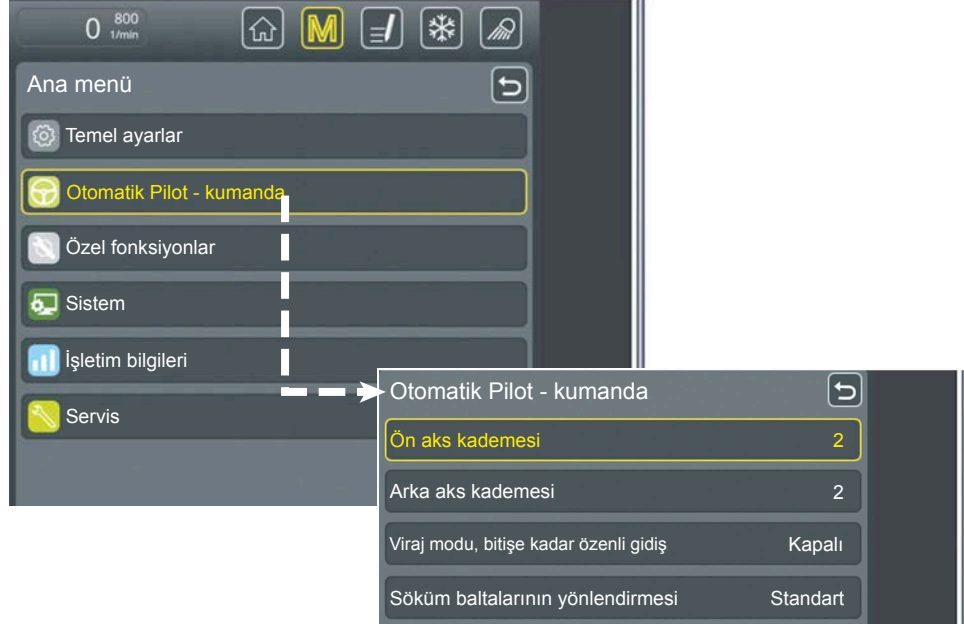 0 800
1/min
M
Ana menü
Temel ayarlar
Otomatik Pilot - kumanda
Özel fonksiyonlar
Sistem
İşletim bilgileri
Servis
Otomatik Pilot - kumanda
Ön aks kademesi 2
Arka aks kademesi 2
Viraj modu, bitişe kadar özenli gidiş Kapalı
Söküm baltalarının yönlendirmesi Standart